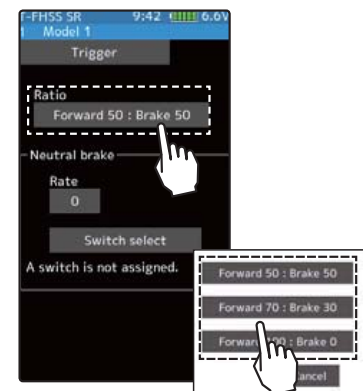 T-FHSS SR 9:42 6.6V
1 Model 1
Trigger
Ratio
Forward 50 : Brake 50
Neutral brake
Rate
0
Switch select
A switch is not assigned.
Forward 50 : Brake 50
Forward 70 : Brake 30
: Brake 0